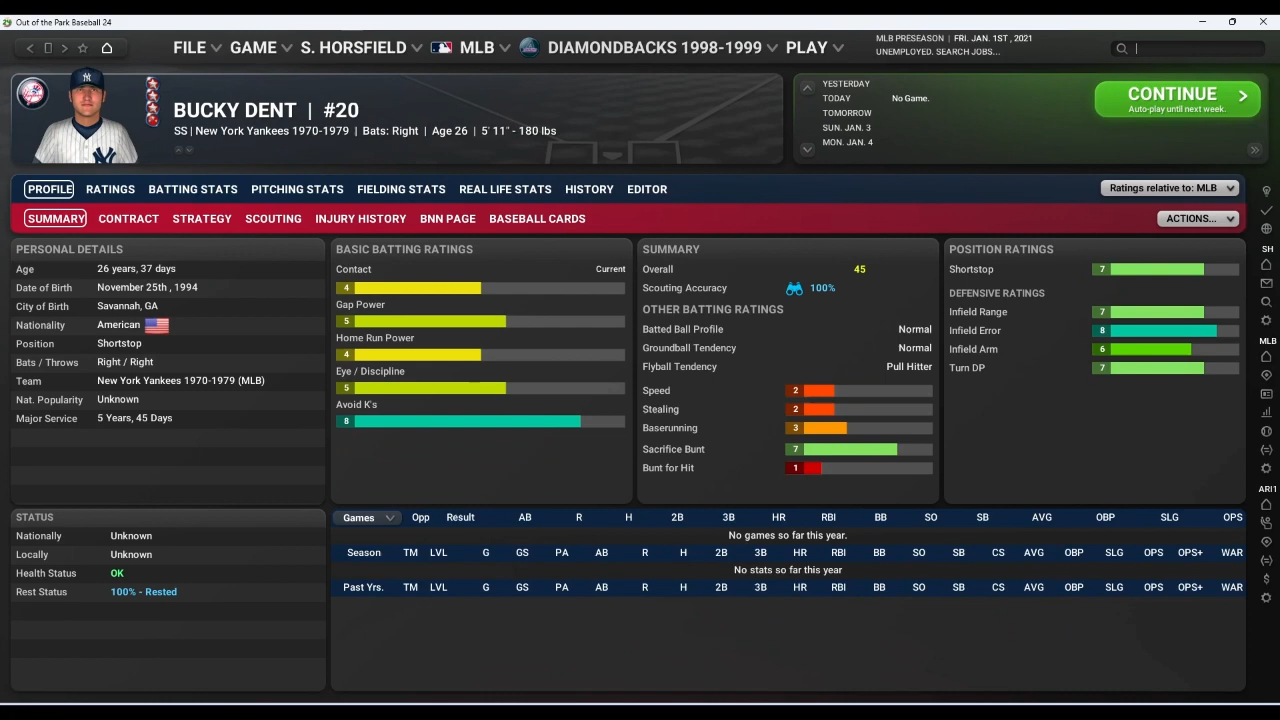 Out of the Park Baseball 24
FILE GAME S. HORSFIELD MLB DIAMONDBACKS 1998-1999 PLAY
MLB PRESEASON | FRI. JAN. 1ST , 2021
UNEMPLOYED. SEARCH JOBS...
BUCKY DENT | #20
SS | New York Yankees 1970-1979 | Bats: Right | Age 26 | 5' 11" - 180 lbs
YESTERDAY
TODAY No Game.
TOMORROW
SUN. JAN. 3
MON. JAN. 4
CONTINUE
Auto-play until next week.
PROFILE RATINGS BATTING STATS PITCHING STATS FIELDING STATS REAL LIFE STATS HISTORY EDITOR
Ratings relative to: MLB
SUMMARY CONTRACT STRATEGY SCOUTING INJURY HISTORY BNN PAGE BASEBALL CARDS
ACTIONS...
PERSONAL DETAILS
Age 26 years, 37 days
Date of Birth November 25th , 1994
City of Birth Savannah, GA
Nationality American
Position Shortstop
Bats / Throws Right / Right
Team New York Yankees 1970-1979 (MLB)
Nat. Popularity Unknown
Major Service 5 Years, 45 Days
BASIC BATTING RATINGS
Contact Current
4
Gap Power
5
Home Run Power
4
Eye / Discipline
5
Avoid K's
8
SUMMARY
Overall 45
Scouting Accuracy 100%
OTHER BATTING RATINGS
Batted Ball Profile Normal
Groundball Tendency Normal
Flyball Tendency Pull Hitter
Speed 2
Stealing 2
Baserunning 3
Sacrifice Bunt 7
Bunt for Hit 1
POSITION RATINGS
Shortstop 7
DEFENSIVE RATINGS
Infield Range 7
Infield Error 8
Infield Arm 6
Turn DP 7
STATUS
Nationally Unknown
Locally Unknown
Health Status OK
Rest Status 100% - Rested
Games Opp Result AB R H 2B 3B HR RBI BB SO SB AVG OBP SLG OPS
No games so far this year.
Season TM LVL G GS PA AB R H 2B 3B HR RBI BB SO SB CS AVG OBP SLG OPS OPS+ WAR
No stats so far this year
Past Yrs. TM LVL G GS PA AB R H 2B 3B HR RBI BB SO SB CS AVG OBP SLG OPS OPS+ WAR
SH
MLB
ARI1